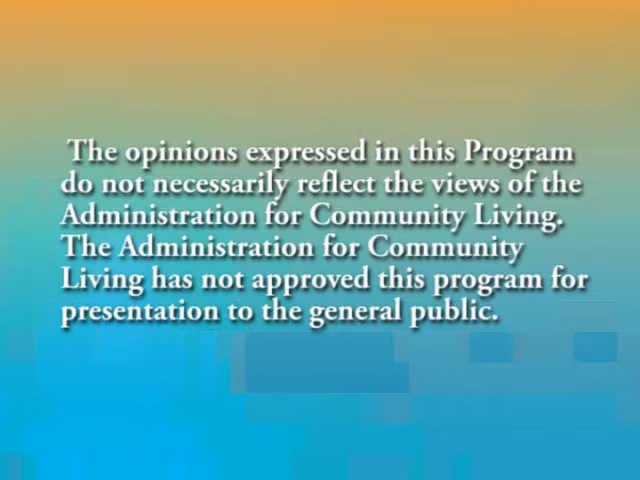 The opinions expressed in this Program
do not necessarily reflect the views of the
Administration for Community Living.
The Administration for Community
Living has not approved this program for
presentation to the general public.